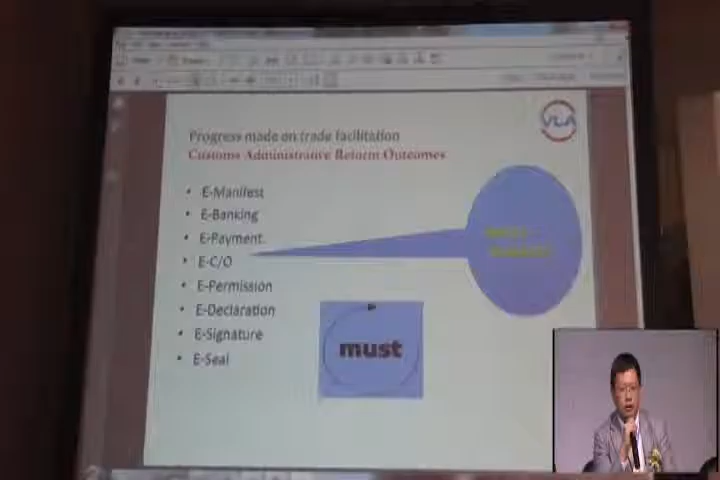 VLA
Progress made on trade facilitation
Customs Administrative Reform Outcomes
• E-Manifest
• E-Banking
• E-Payment
• E-C/O
• E-Permission
• E-Declaration
• E-Signature
• E-Seal
must